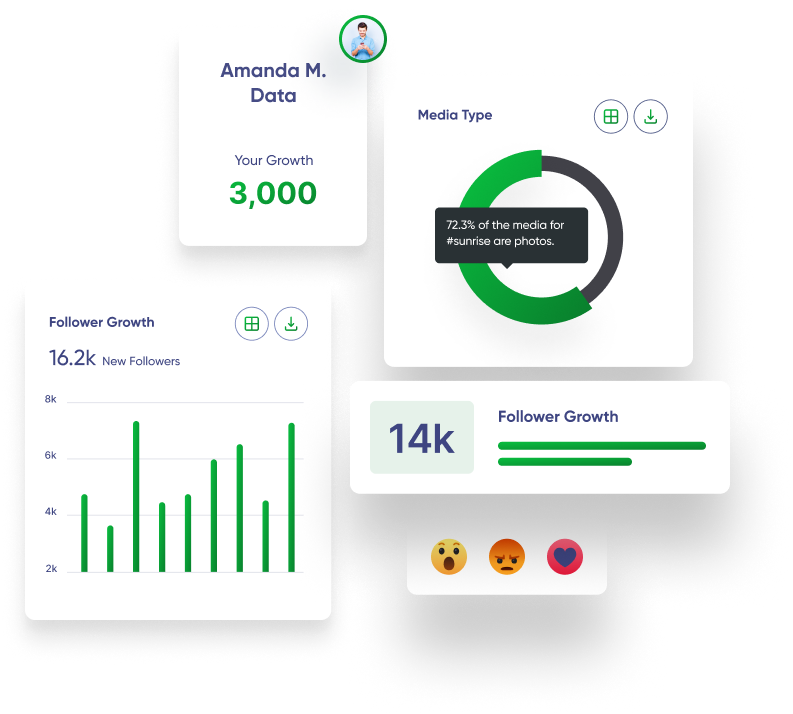 Amanda M.
Data
Your Growth
3,000
Media Type
72.3% of the media for
#sunrise are photos.
Follower Growth
16.2k New Followers
8k
6k
4k
2k
14k
Follower Growth